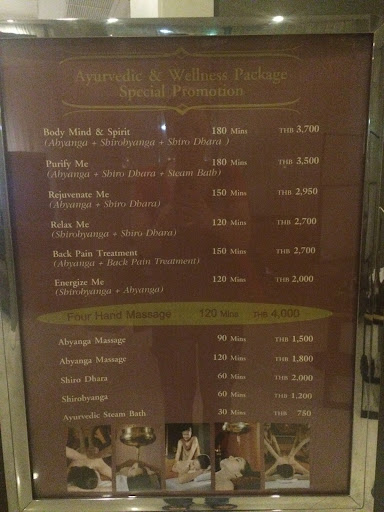 Ayurvedic & Wellness Package
Special Promotion
Body Mind & Spirit 180 Mins THB 3,700
(Abyanga + Shirobyanga + Shiro Dhara )
Purify Me 180 Mins THB 3,500
(Abyanga + Shiro Dhara + Steam Bath)
Rejuvenate Me 150 Mins THB 2,950
(Abyanga + Shiro Dhara)
Relax Me 120 Mins THB 2,700
(Shirobyanga + Shiro Dhara)
Back Pain Treatment 150 Mins THB 2,700
(Abyanga + Back Pain Treatment)
Energize Me 120 Mins THB 2,000
(Shirobyanga + Abyanga)
Four Hand Massage 120 Mins THB 4,000
Abyanga Massage 90 Mins THB 1,500
Abyanga Massage 120 Mins THB 1,800
Shiro Dhara 60 Mins THB 2,000
Shirobyanga 60 Mins THB 1,200
Ayurvedic Steam Bath 30 Mins THB 750